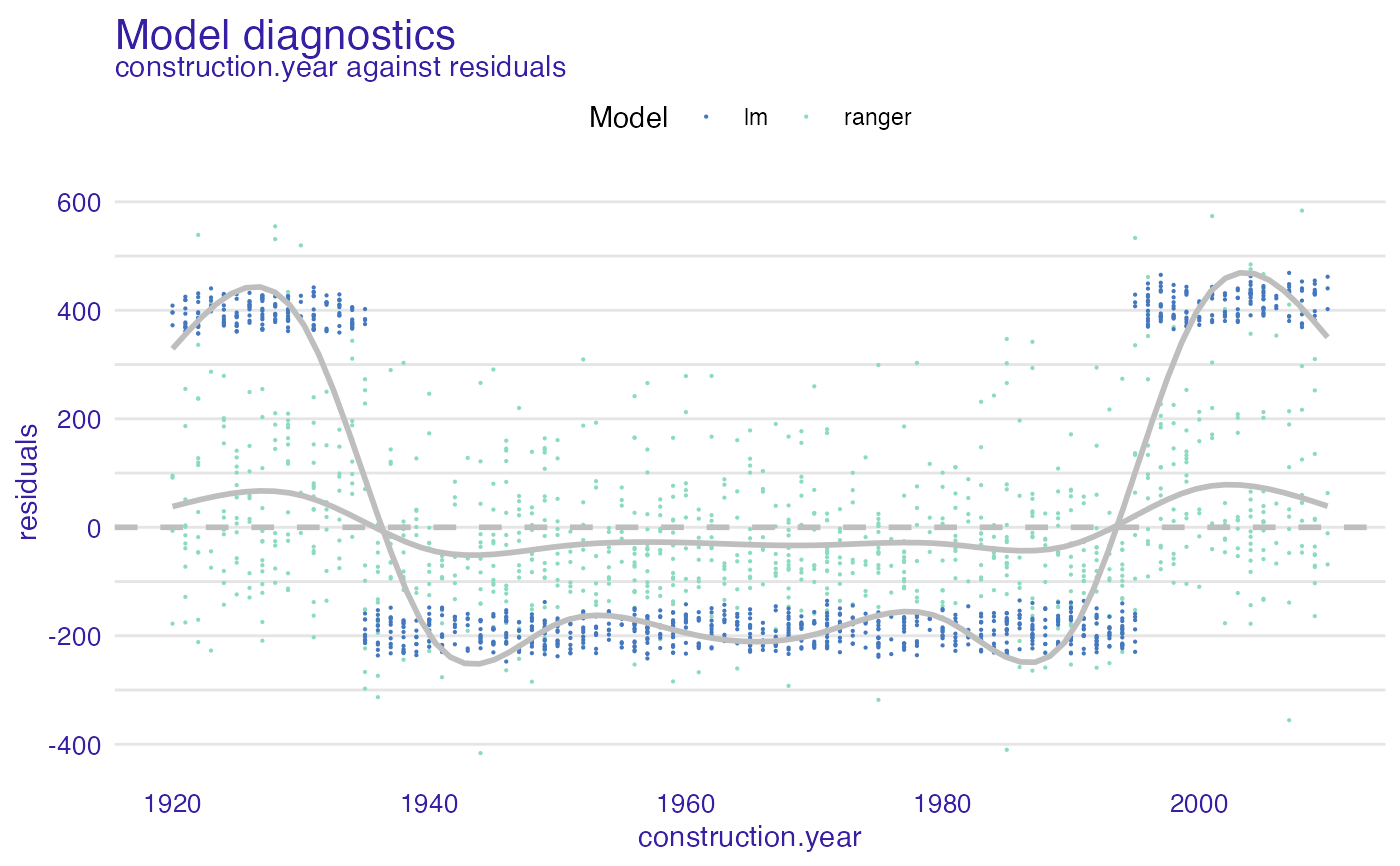 Model diagnostics
construction.year against residuals
Model lm ranger
600
400
200
0
-200
-400
residuals
1920 1940 1960 1980 2000
construction.year